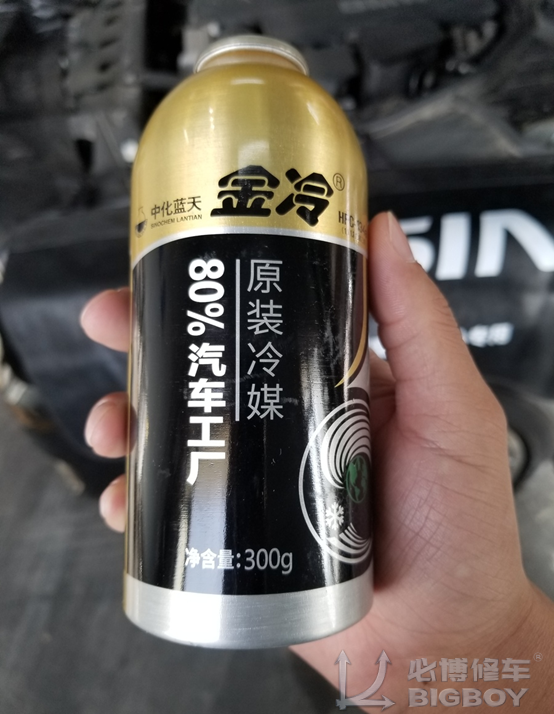 中化蓝天
SINOCHEM LANTIAN
金冷®
HFC-
原装冷媒
80%汽车工厂
净含量:300g
SIN
必博修车®
BIGBOY